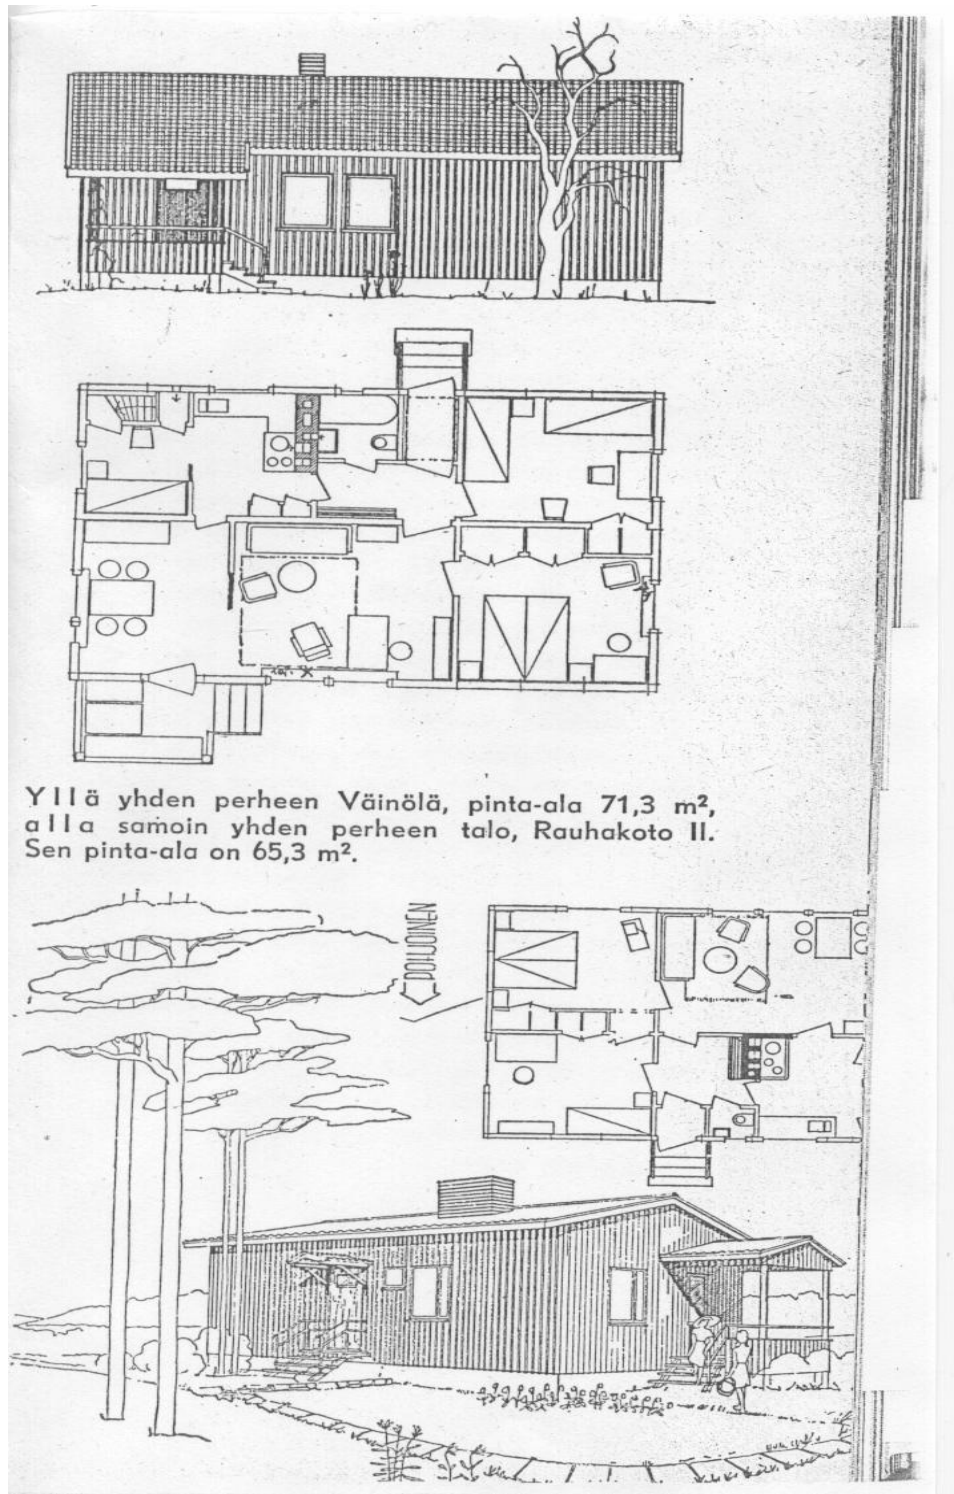 Yllä yhden perheen Väinölä, pinta-ala 71,3 m²,
alla samoin yhden perheen talo, Rauhakoto II.
Sen pinta-ala on 65,3 m².
POHJOINEN